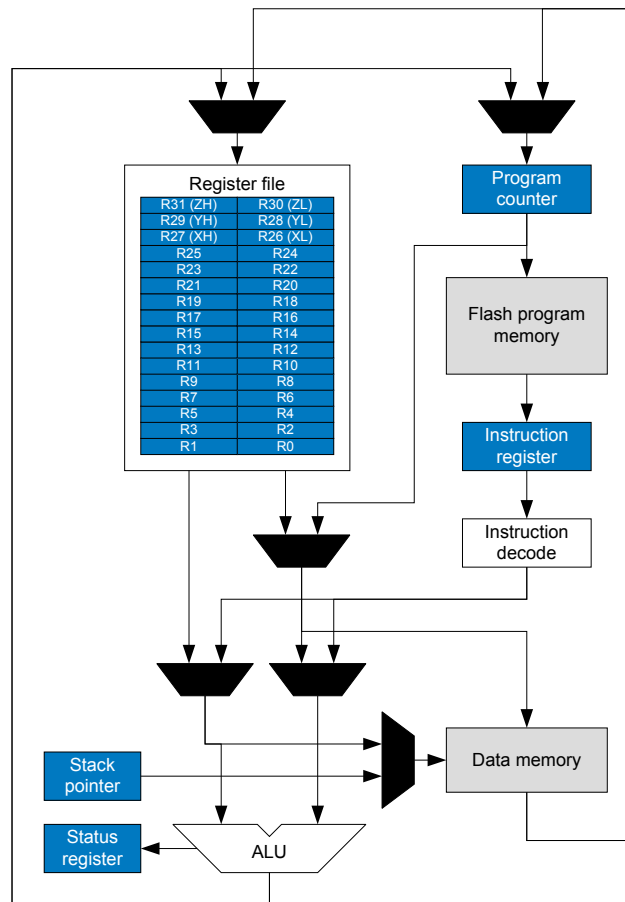 Register file
R31 (ZH) R30 (ZL)
R29 (YH) R28 (YL)
R27 (XH) R26 (XL)
R25 R24
R23 R22
R21 R20
R19 R18
R17 R16
R15 R14
R13 R12
R11 R10
R9 R8
R7 R6
R5 R4
R3 R2
R1 R0
Program
counter
Flash program
memory
Instruction
register
Instruction
decode
Stack
pointer
Data memory
Status
register
ALU